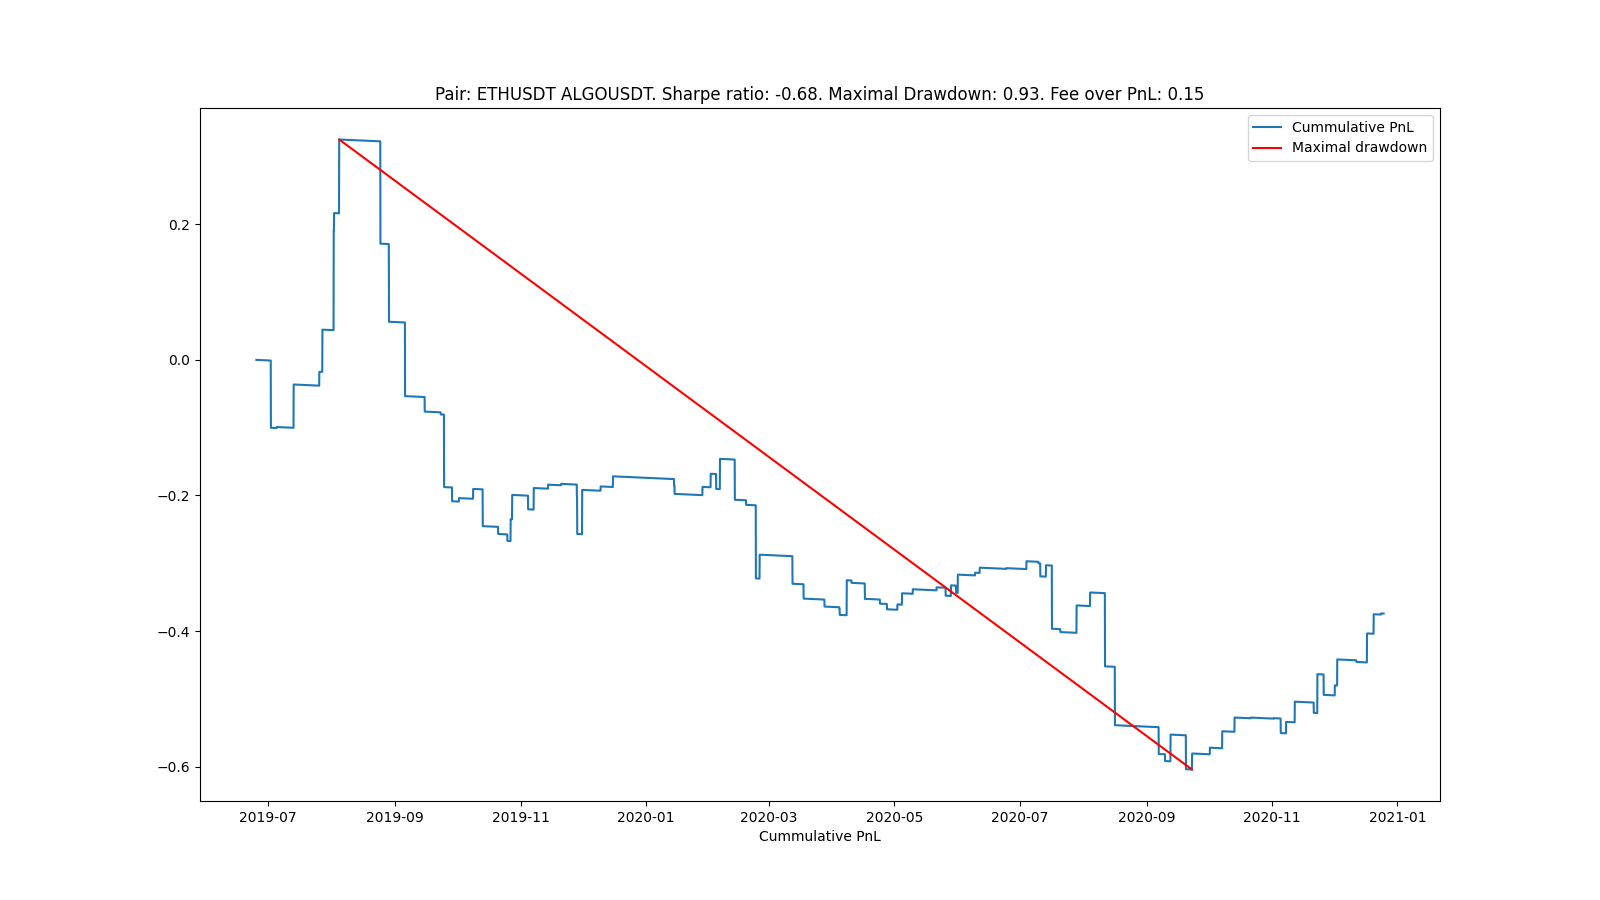 Pair: ETHUSDT ALGOUSDT. Sharpe ratio: -0.68. Maximal Drawdown: 0.93. Fee over PnL: 0.15
Cummulative PnL
Maximal drawdown
0.2
0.0
−0.2
−0.4
−0.6
2019-07 2019-09 2019-11 2020-01 2020-03 2020-05 2020-07 2020-09 2020-11 2021-01
Cummulative PnL